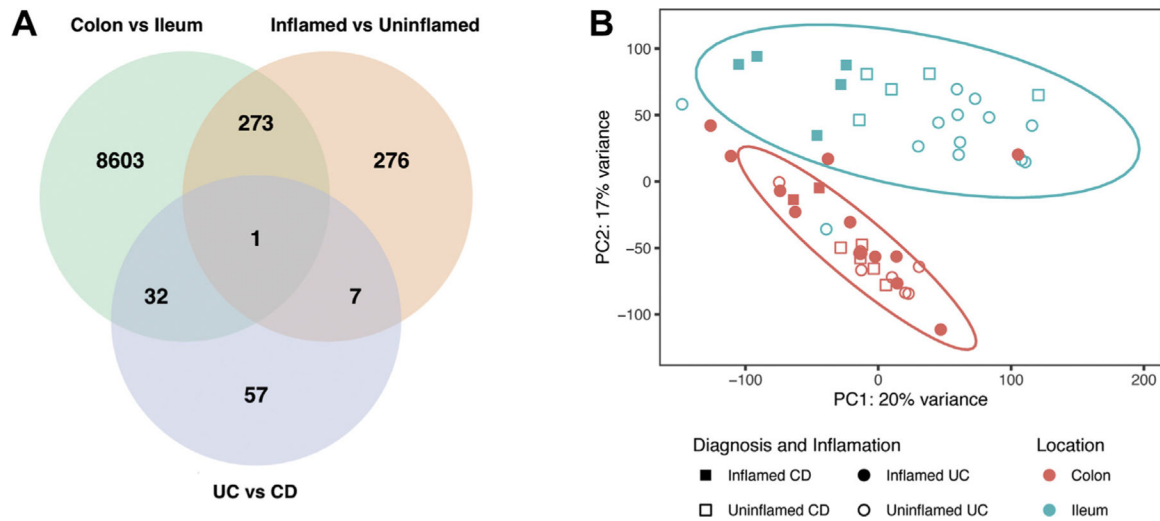 A
Colon vs Ileum
Inflamed vs Uninflamed
8603
273
276
1
32
7
57
UC vs CD
B
PC2: 17% variance
100
50
0
−50
−100
−100
0
100
200
PC1: 20% variance
Diagnosis and Inflamation
Inflamed CD
Inflamed UC
Uninflamed CD
Uninflamed UC
Location
Colon
Ileum